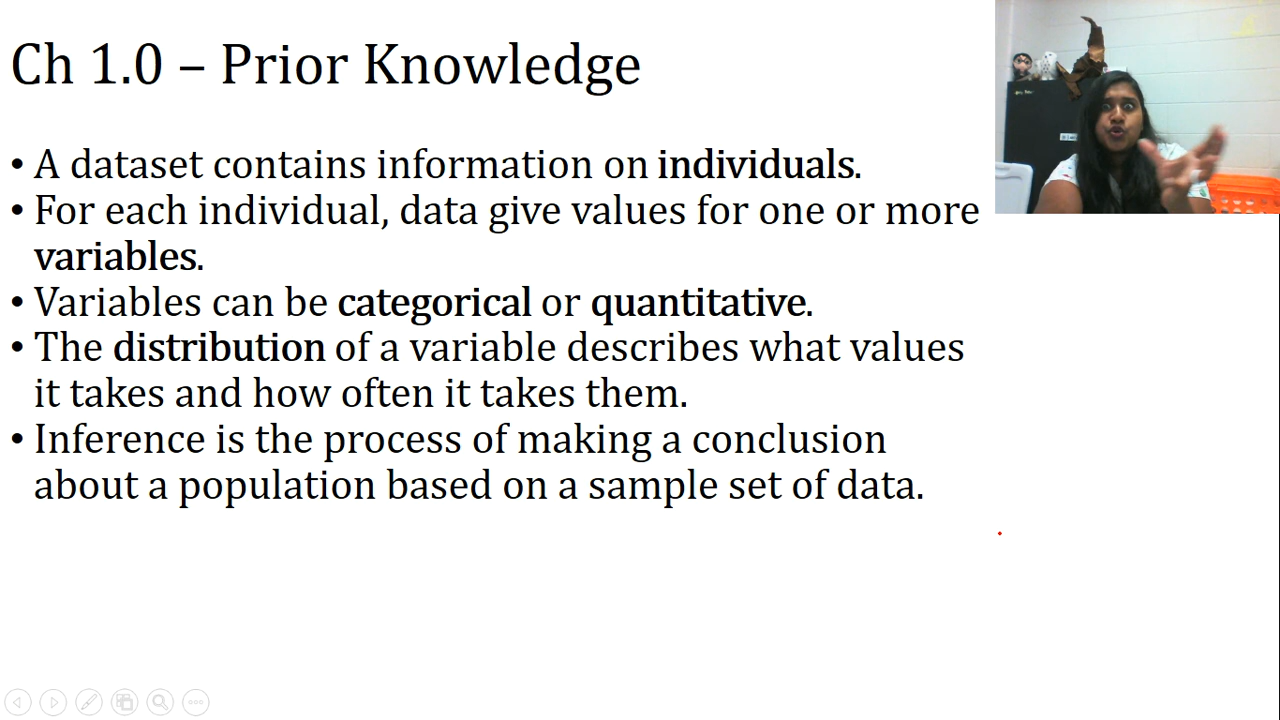 Ch 1.0 – Prior Knowledge
• A dataset contains information on individuals.
• For each individual, data give values for one or more
variables.
• Variables can be categorical or quantitative.
• The distribution of a variable describes what values
it takes and how often it takes them.
• Inference is the process of making a conclusion
about a population based on a sample set of data.